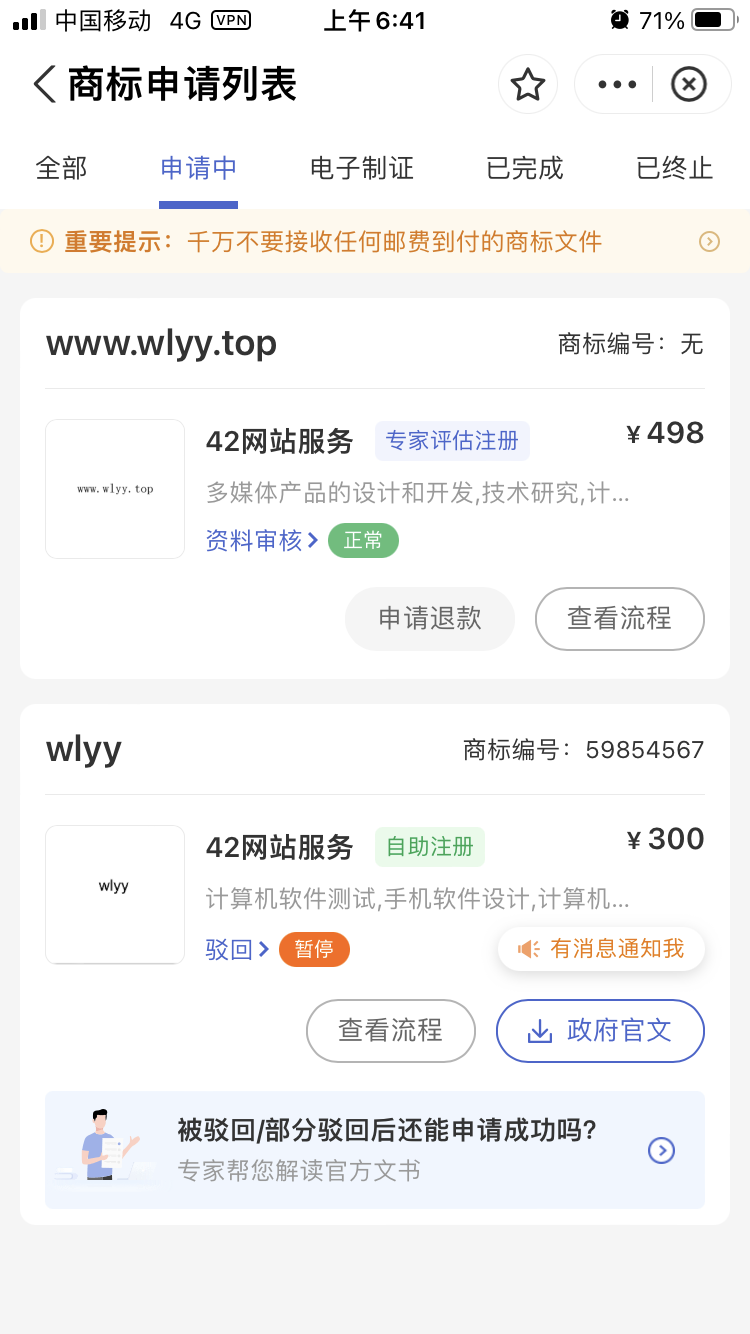 中国移动 4G VPN 上午6:41 71%
商标申请列表
全部 申请中 电子制证 已完成 已终止
重要提示：千万不要接收任何邮费到付的商标文件
www.wlyy.top 商标编号：无
www.wlyy.top
42网站服务 专家评估注册 ¥498
多媒体产品的设计和开发,技术研究,计...
资料审核 正常
申请退款 查看流程
wlyy 商标编号：59854567
wlyy
42网站服务 自助注册 ¥300
计算机软件测试,手机软件设计,计算机...
驳回 暂停 有消息通知我
查看流程 政府官文
被驳回/部分驳回后还能申请成功吗?
专家帮您解读官方文书